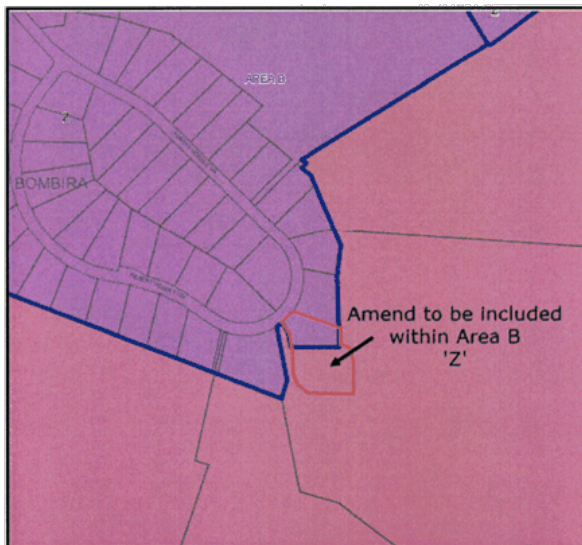 Z
AREA B
Z
BOMBIRA
Amend to be included
within Area B
'Z'